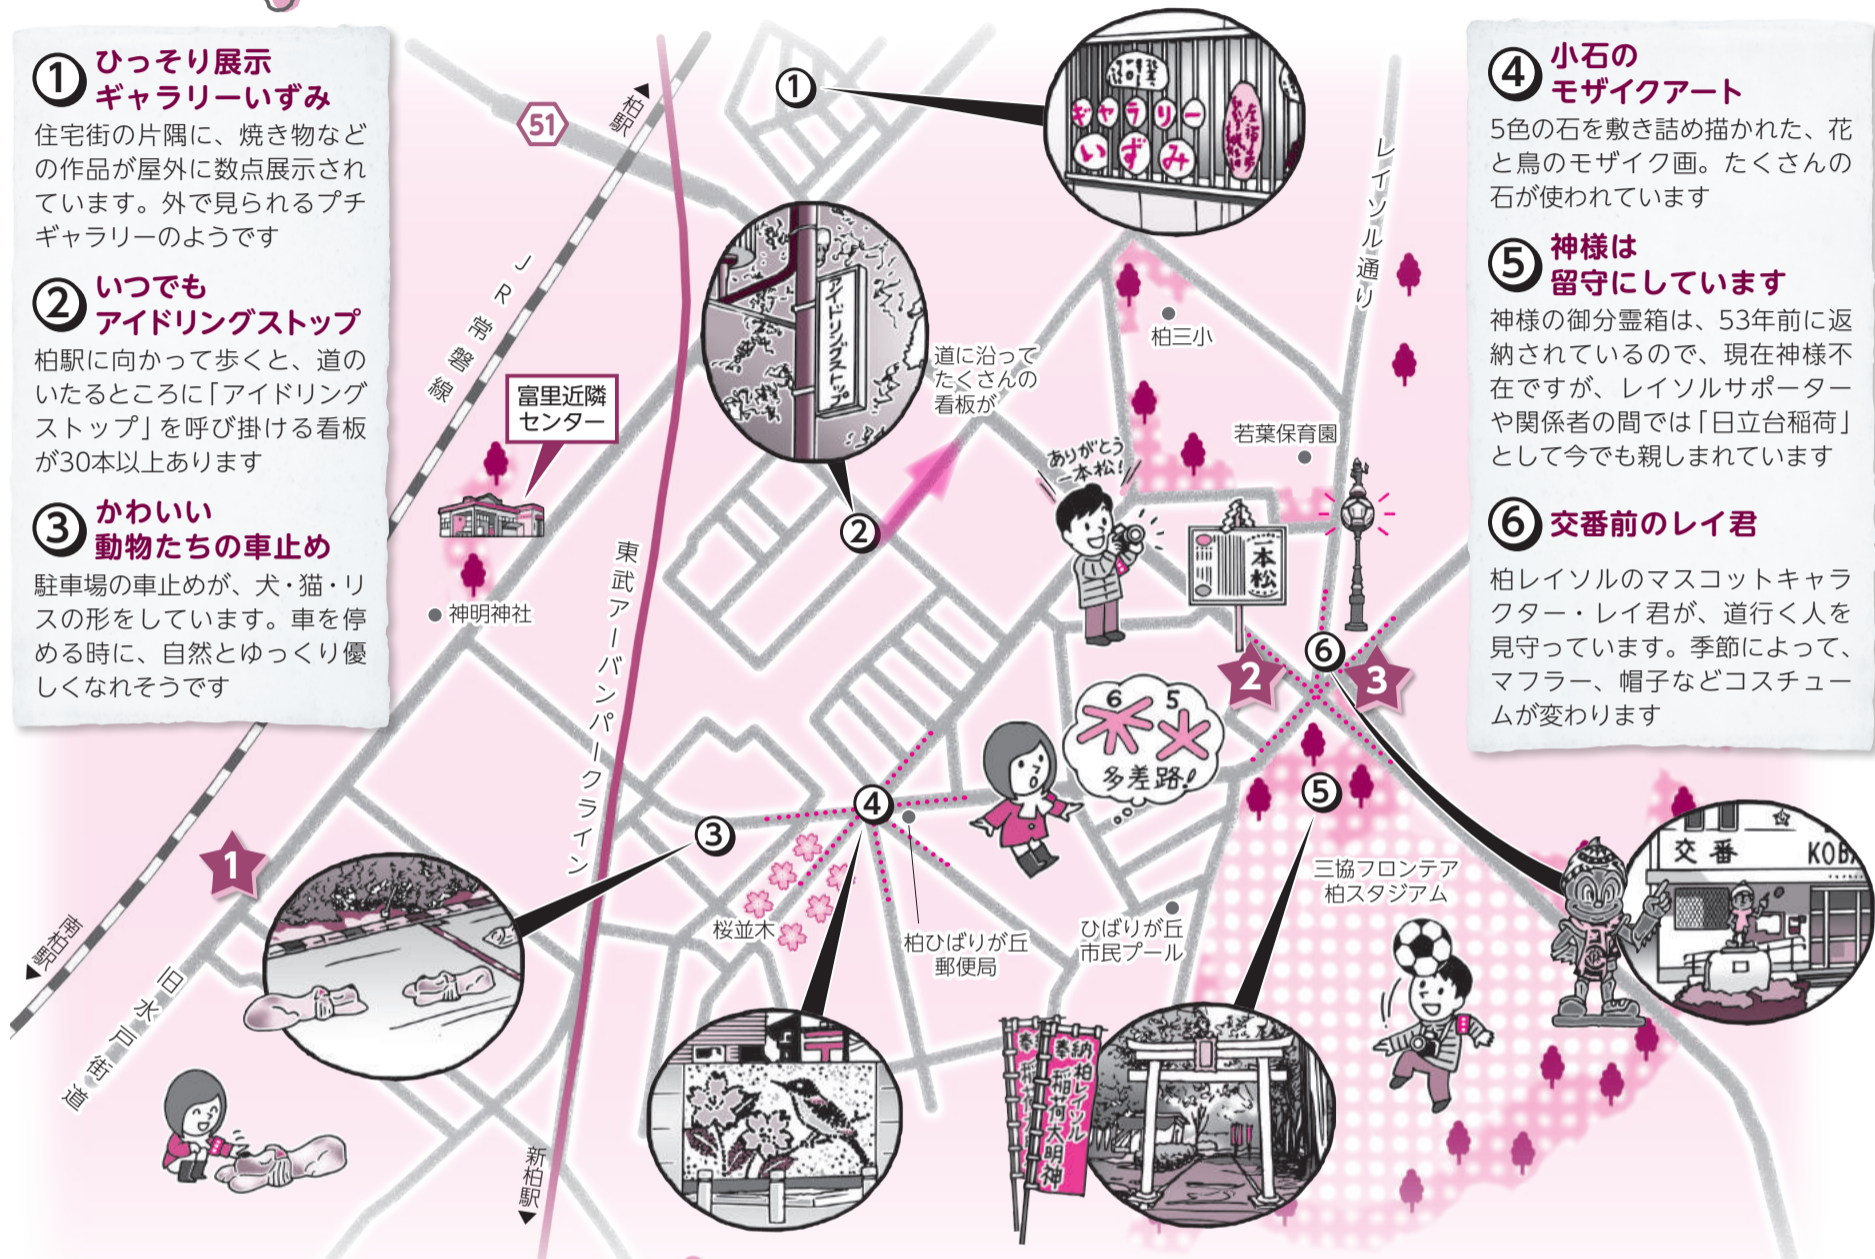 ①
ひっそり展示
ギャラリーいずみ
住宅街の片隅に、焼き物など
の作品が屋外に数点展示され
ています。外で見られるプチ
ギャラリーのようです
②
いつでも
アイドリングストップ
柏駅に向かって歩くと、道の
いたるところに「アイドリング
ストップ」を呼び掛ける看板
が30本以上あります
③
かわいい
動物たちの車止め
駐車場の車止めが、犬・猫・リ
スの形をしています。車を停
める時に、自然とゆっくり優
しくなれそうです
④
小石の
モザイクアート
5色の石を敷き詰め描かれた、花
と鳥のモザイク画。たくさんの
石が使われています
⑤
神様は
留守にしています
神様の御分霊箱は、53年前に返
納されているので、現在神様不
在ですが、レイソルサポーター
や関係者の間では「日立台稲荷」
として今でも親しまれています
⑥
交番前のレイ君
柏レイソルのマスコットキャラ
クター・レイ君が、道行く人を
見守っています。季節によって、
マフラー、帽子などコスチュー
ムが変わります
51
▲柏駅
①
ギャラリー
いずみ
レイソル通り
JR常磐線
アイドリングストップ
道に沿って
たくさんの
看板が
柏三小
富里近隣
センター
若葉保育園
ありがとう
一本松!
②
一本松
神明神社
東武アーバンパークライン
⑥
2
3
6 5
多差路!
④
③
⑤
1
三協フロンテア
柏スタジアム
交番
KOBA
桜並木
柏ひばりが丘
郵便局
ひばりが丘
市民プール
南柏駅▼
旧水戸街道
奉納 柏レイソル
稲荷大明神
新柏駅▼